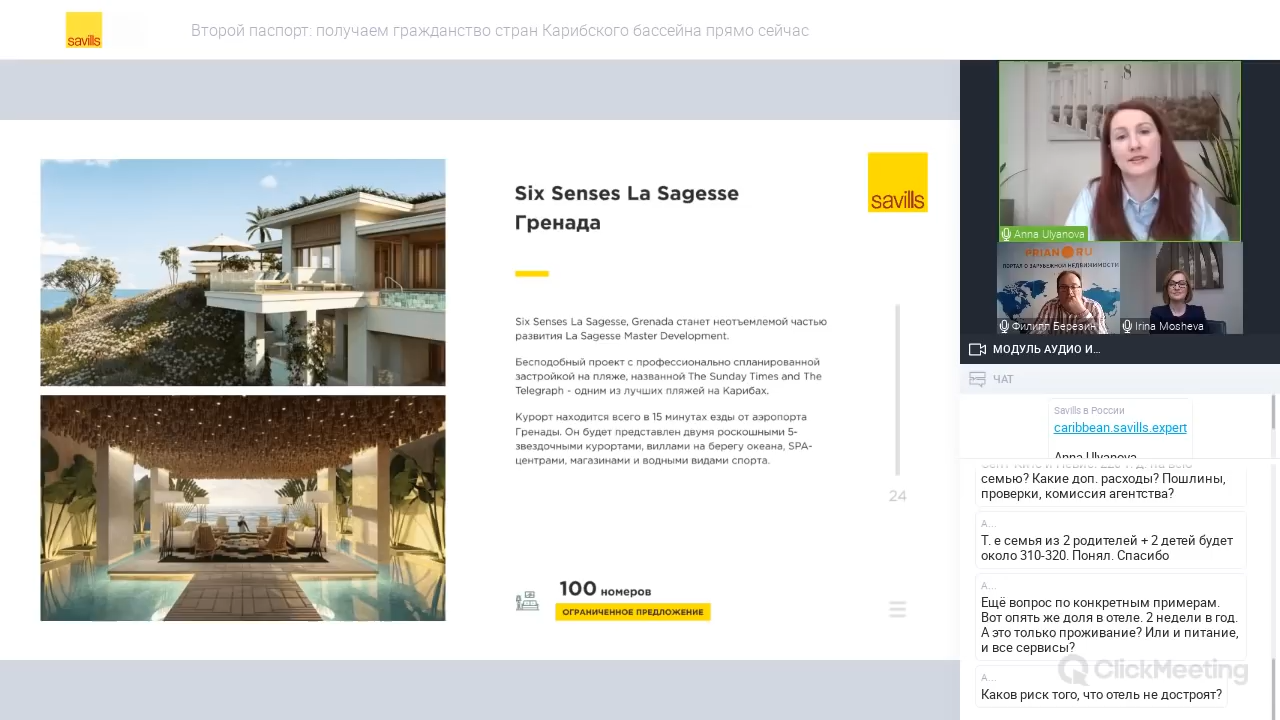 savills
Второй паспорт: получаем гражданство стран Карибского бассейна прямо сейчас
Six Senses La Sagesse
Гренада
savills
Six Senses La Sagesse, Grenada станет неотъемлемой частью
развития La Sagesse Master Development.
Бесподобный проект с профессионально спланированной
застройкой на пляже, названной The Sunday Times and The
Telegraph - одним из лучших пляжей на Карибах.
Курорт находится всего в 15 минутах езды от аэропорта
Гренады. Он будет представлен двумя роскошными 5-
звездочными курортами, виллами на берегу океана, SPA-
центрами, магазинами и водными видами спорта.
24
100 номеров
ОГРАНИЧЕННОЕ ПРЕДЛОЖЕНИЕ
Anna Ulyanova
PRIAN RU
ПОРТАЛ О ЗАРУБЕЖНОЙ НЕДВИЖИМОСТИ
Филипп Березин
Irina Mosheva
МОДУЛЬ АУДИО И...
ЧАТ
Savills в России
caribbean.savills.expert
Anna Ulyanova
семью? Какие доп. расходы? Пошлины,
проверки, комиссия агентства?
А...
Т. е семья из 2 родителей + 2 детей будет
около 310-320. Понял. Спасибо
А...
Ещё вопрос по конкретным примерам.
Вот опять же доля в отеле. 2 недели в год.
А это только проживание? Или и питание,
и все сервисы?
А...
Каков риск того, что отель не достроят?
ClickMeeting